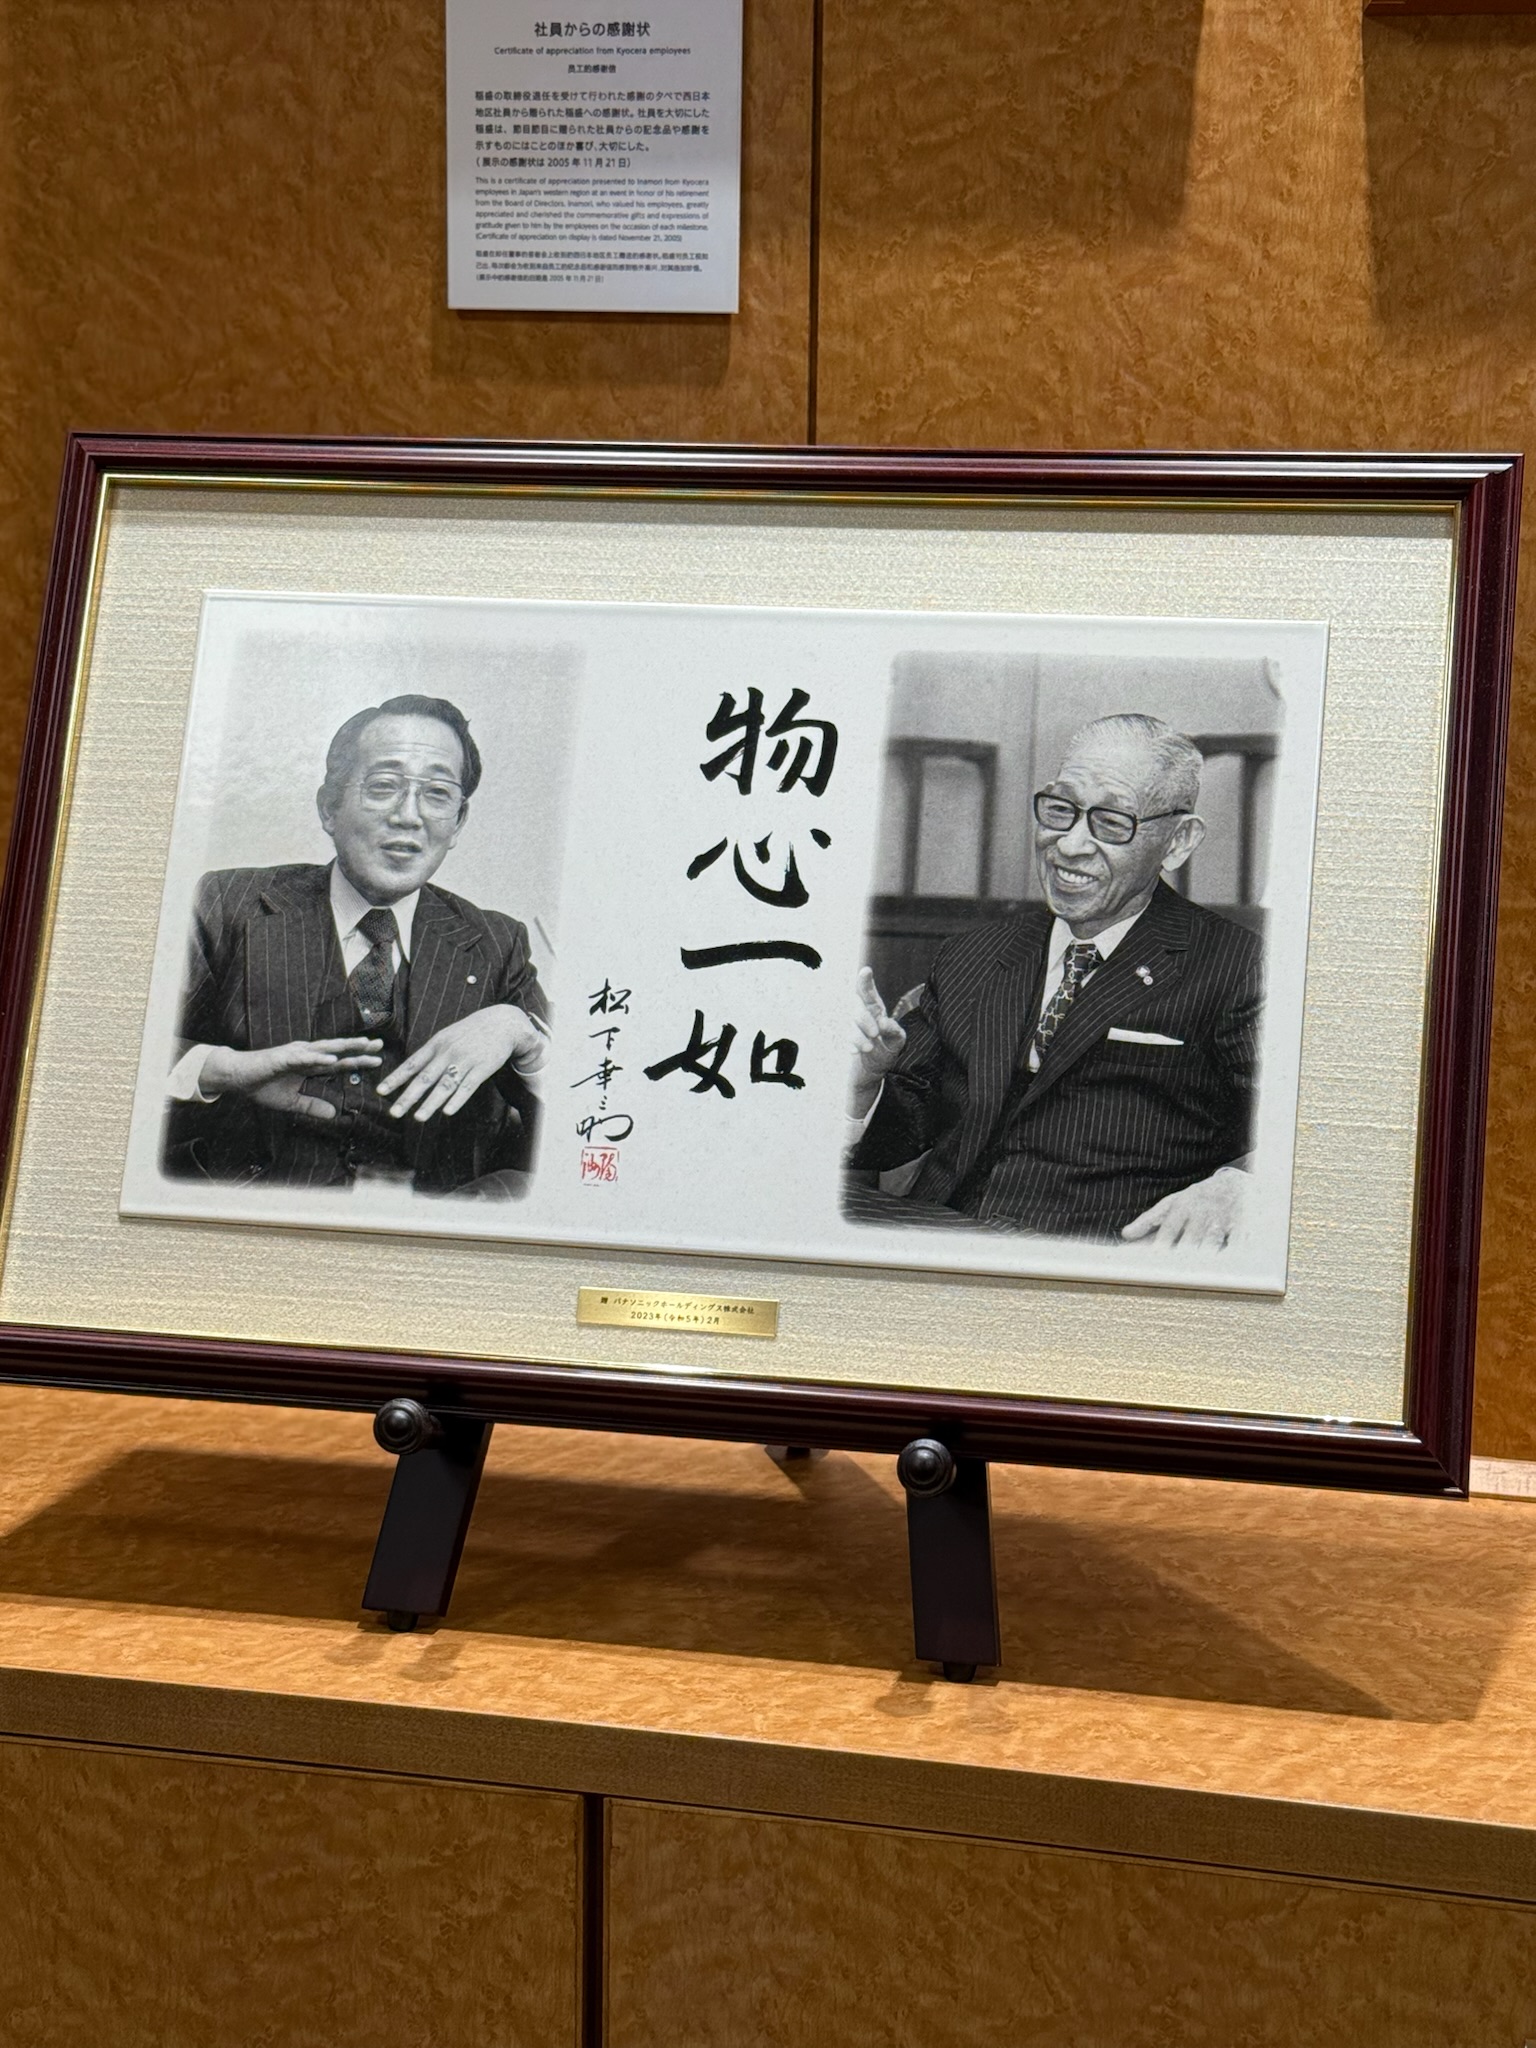 社員からの感謝状
Certificate of appreciation from Kyocera employees
员工的感谢信
稲盛の取締役退任を受けて行われた感謝の夕べで西日本
地区社員から贈られた稲盛への感謝状。社員を大切にした
稲盛は、節目節目に贈られた社員からの記念品や感謝を
示すものにはことのほか喜び、大切にした。
（展示の感謝状は 2005 年 11 月 21 日）
This is a certificate of appreciation presented to Inamori from Kyocera
employees in Japan's western region at an event in honor of his retirement
from the Board of Directors. Inamori, who valued his employees, greatly
appreciated and cherished the commemorative gifts and expressions of
gratitude given to him by the employees on the occasion of each milestone.
(Certificate of appreciation on display is dated November 21, 2005)
（展示中的感谢信的日期是 2005 年 11 月 21 日）
物心一如
松下幸之助
贈 パナソニックホールディングス株式会社
2023年(令和5年)2月